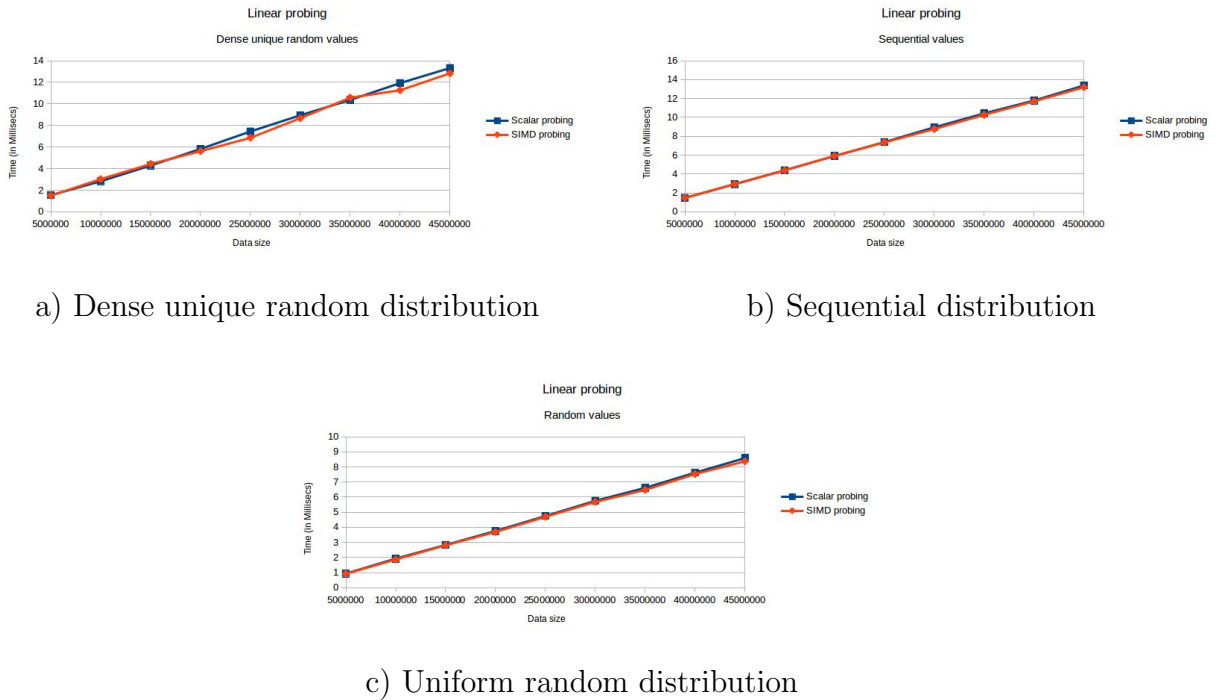 Linear probing
Dense unique random values
14
12
10
8
6
4
2
0
Time (in Millisecs)
5000000 10000000 15000000 20000000 25000000 30000000 35000000 40000000 45000000
Data size
Scalar probing
SIMD probing
a) Dense unique random distribution
Linear probing
Sequential values
16
14
12
10
8
6
4
2
0
Time (in Millisecs)
5000000 10000000 15000000 20000000 25000000 30000000 35000000 40000000 45000000
Data size
Scalar probing
SIMD probing
b) Sequential distribution
Linear probing
Random values
10
9
8
7
6
5
4
3
2
1
0
Time (in Millisecs)
5000000 10000000 15000000 20000000 25000000 30000000 35000000 40000000 45000000
Data size
Scalar probing
SIMD probing
c) Uniform random distribution